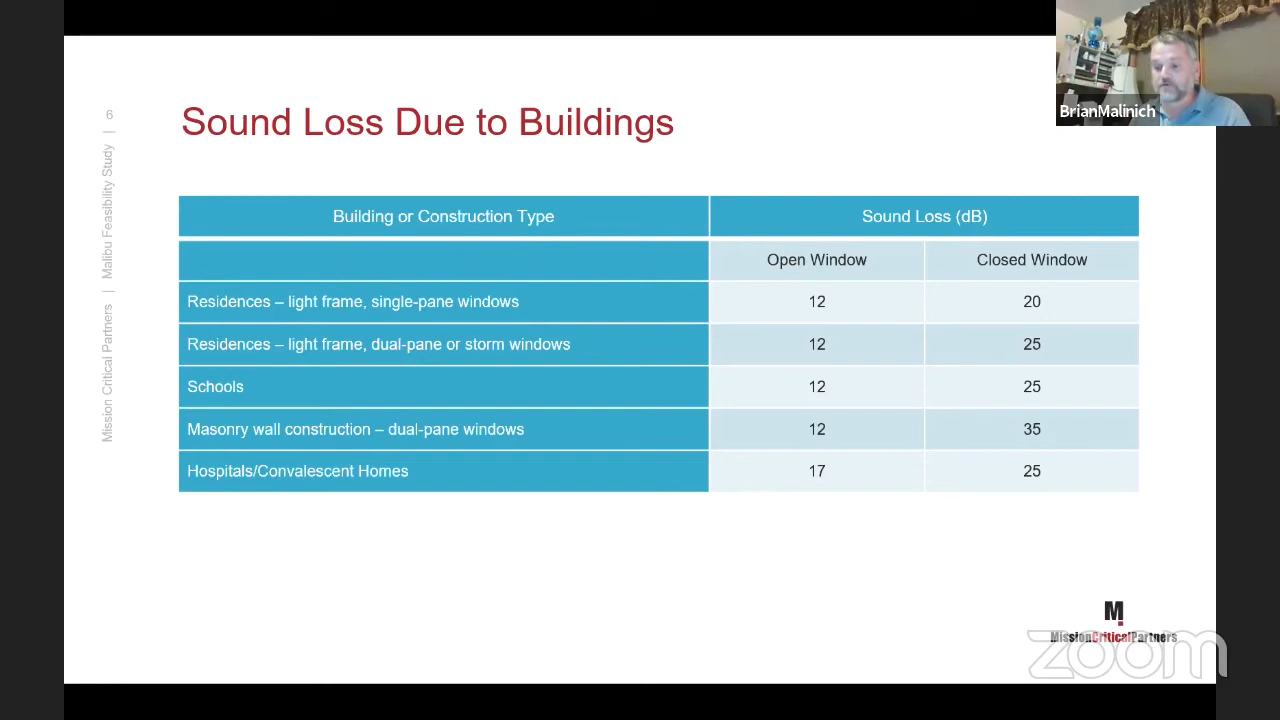 BrianMalinich
6
Mission Critical Partners | Malibu Feasibility Study |
Sound Loss Due to Buildings
Building or Construction Type Sound Loss (dB)
Open Window Closed Window
Residences – light frame, single-pane windows 12 20
Residences – light frame, dual-pane or storm windows 12 25
Schools 12 25
Masonry wall construction – dual-pane windows 12 35
Hospitals/Convalescent Homes 17 25
M
MissionCriticalPartners
zoom